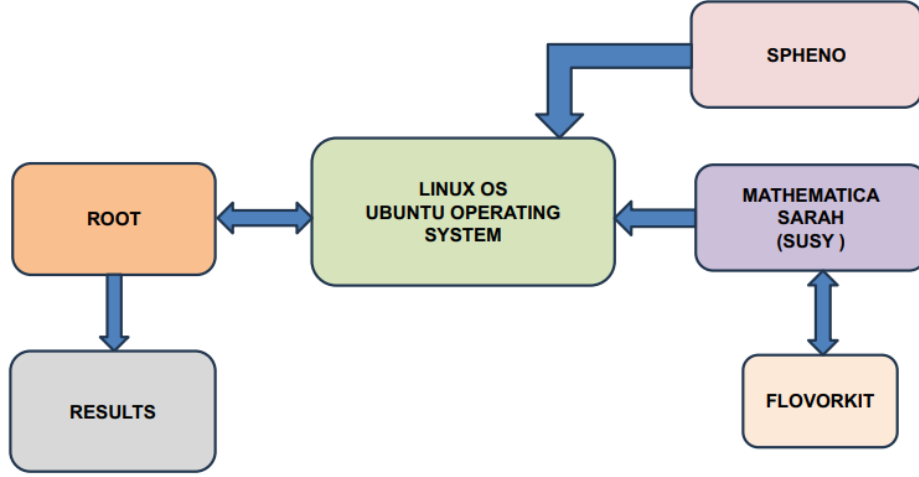 SPHENO
LINUX OS
UBUNTU OPERATING
SYSTEM
MATHEMATICA
SARAH
(SUSY )
ROOT
RESULTS
FLOVORKIT